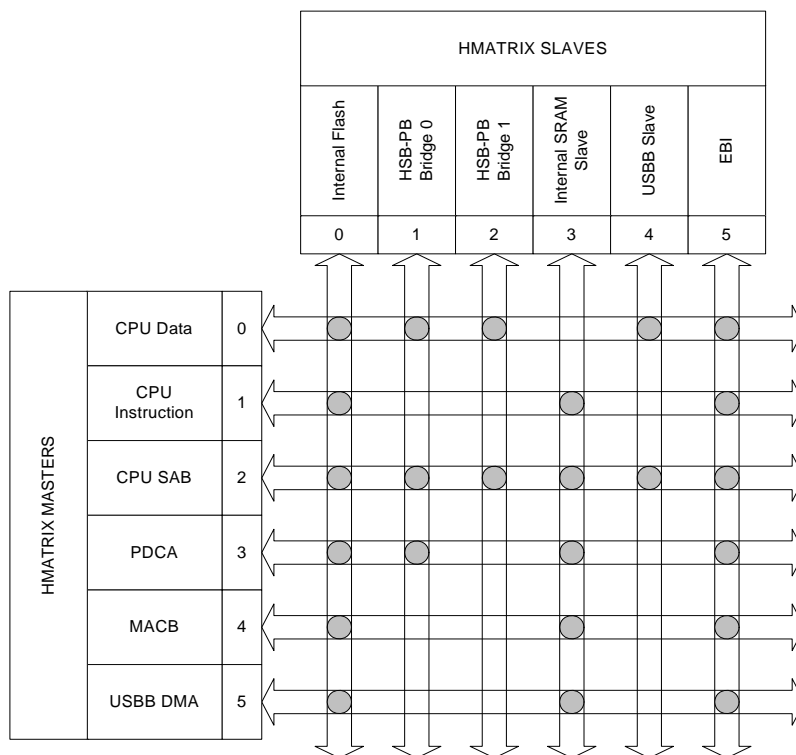 HMATRIX SLAVES
Internal Flash
HSB-PB
Bridge 0
HSB-PB
Bridge 1
Internal SRAM
Slave
USBB Slave
EBI
0
1
2
3
4
5
HMATRIX MASTERS
CPU Data
0
CPU
Instruction
1
CPU SAB
2
PDCA
3
MACB
4
USBB DMA
5